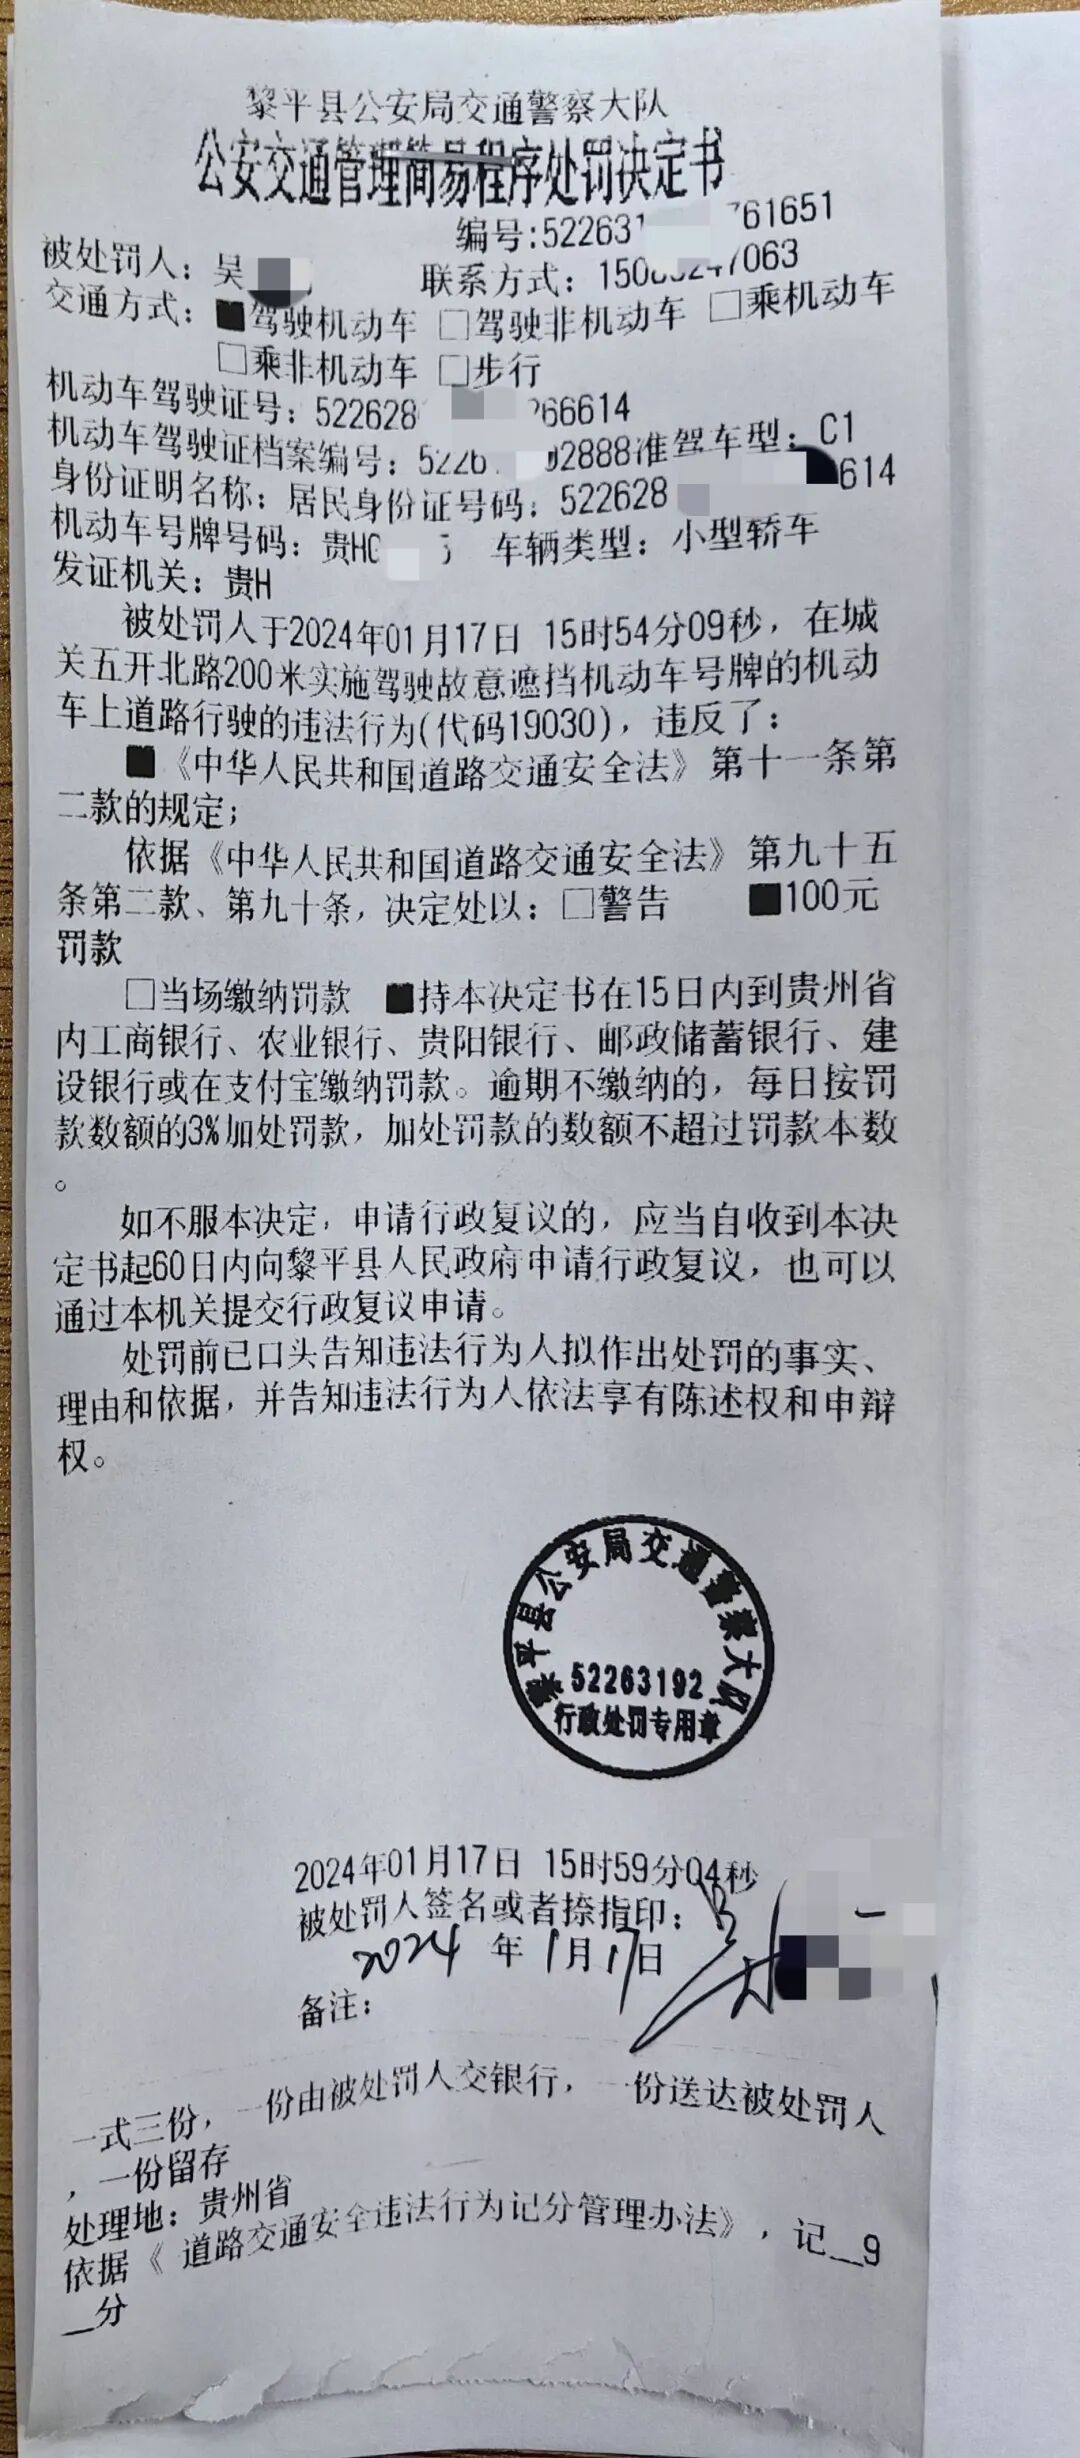 黎平县公安局交通警察大队
公安交通管理简易程序处罚决定书
编号:522631 761651
被处罚人：吴 联系方式：150 247063
交通方式：■驾驶机动车 □驾驶非机动车 □乘机动车
□乘非机动车 □步行
机动车驾驶证号：522628 266614
机动车驾驶证档案编号：5226 02888准驾车型：C1
身份证明名称：居民身份证号码：522628 6614
机动车号牌号码：贵HC 车辆类型：小型轿车
发证机关：贵H
被处罚人于2024年01月17日 15时54分09秒，在城
关五开北路200米实施驾驶故意遮挡机动车号牌的机动
车上道路行驶的违法行为(代码19030)，违反了：
■《中华人民共和国道路交通安全法》第十一条第
二款的规定；
依据《中华人民共和国道路交通安全法》第九十五
条第二款、第九十条，决定处以：□警告 ■100元
罚款
□当场缴纳罚款 ■持本决定书在15日内到贵州省
内工商银行、农业银行、贵阳银行、邮政储蓄银行、建
设银行或在支付宝缴纳罚款。逾期不缴纳的，每日按罚
款数额的3%加处罚款，加处罚款的数额不超过罚款本数
。
如不服本决定，申请行政复议的，应当自收到本决
定书起60日内向黎平县人民政府申请行政复议，也可以
通过本机关提交行政复议申请。
处罚前已口头告知违法行为人拟作出处罚的事实、
理由和依据，并告知违法行为人依法享有陈述权和申辩
权。
黎平县公安局交通警察大队
52263192
行政处罚专用章
2024年01月17日 15时59分04秒
被处罚人签名或者捺指印：吴
2024 年 1月17日
备注：
一式三份，一份由被处罚人交银行，一份送达被处罚人
，一份留存
处理地：贵州省
依据《 道路交通安全违法行为记分管理办法》，记__9
__分